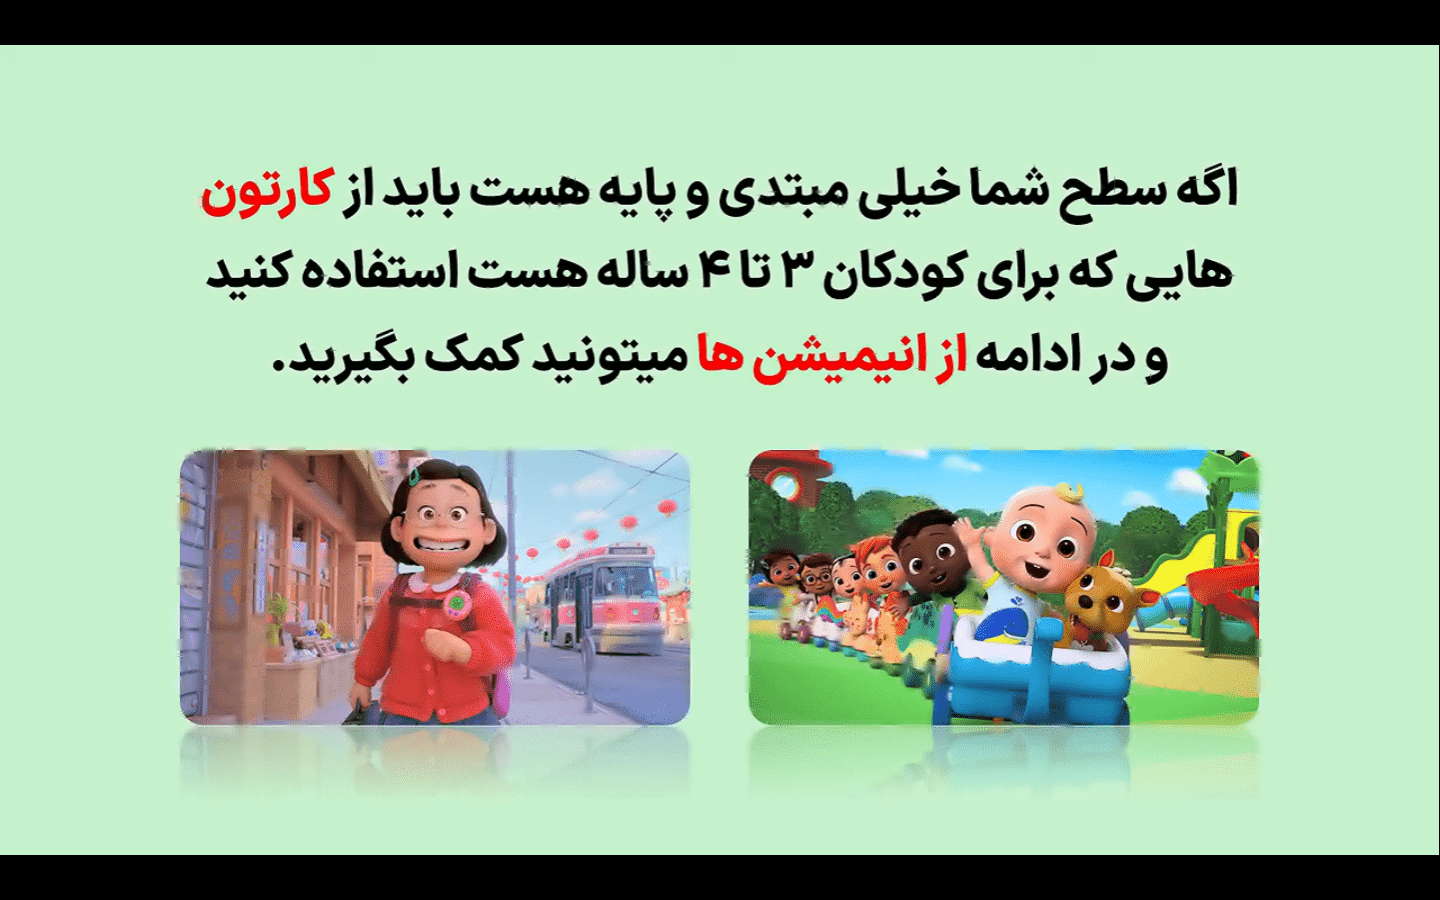 اگه سطح شما خیلی مبتدی و پایه هست باید از کارتون
هایی که برای کودکان ۳ تا ۴ ساله هست استفاده کنید
و در ادامه از انیمیشن ها میتونید کمک بگیرید.